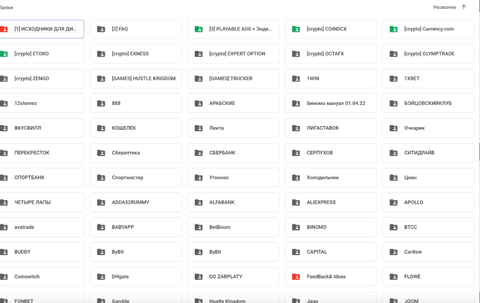 Папки
Название
[1] ИСХОДНИКИ ДЛЯ ДИ...
[2] FAQ
[3] PLAYABLE ADS + Энди...
[crypto] COINDCX
[crypto] Currency.com
[crypto] ETORO
[crypto] EXNESS
[crypto] EXPERT OPTION
[crypto] OCTAFX
[crypto] OLYMPTRADE
[crypto] ZENGO
[GAMES] HUSTLE KINGDOM
[GAMES] TRUCKER
1WIN
1XBET
12storeez
888
АРАБСКИЕ
Биномо мануал 01.04.22
БОЙЦОВСКИЙКЛУБ
ВКУСВИЛЛ
КОШЕЛЕК
Лента
ЛИГАСТАВОК
Очкарик
ПЕРЕКРЕСТОК
Сбераптека
СБЕРБАНК
СЕРПУХОВ
СИТИДРАЙВ
СПОРТБАНК
Спортмастер
Утконос
Холодильник
Циан
ЧЕТЫРЕ ЛАПЫ
ADDA52RUMMY
ALFABANK
ALIEXPRESS
APOLLO
avatrade
BABYAPP
BetBoom
BINOMO
BTCC
BUDDY
ByBit
ByBit
CAPITAL
Carllow
Coinswitch
DHgate
DO ZARPLATY
FeedBack& Ideas
FLOWE
FONBET
Gamble
Hustle Kingdom
Jago
JOOM